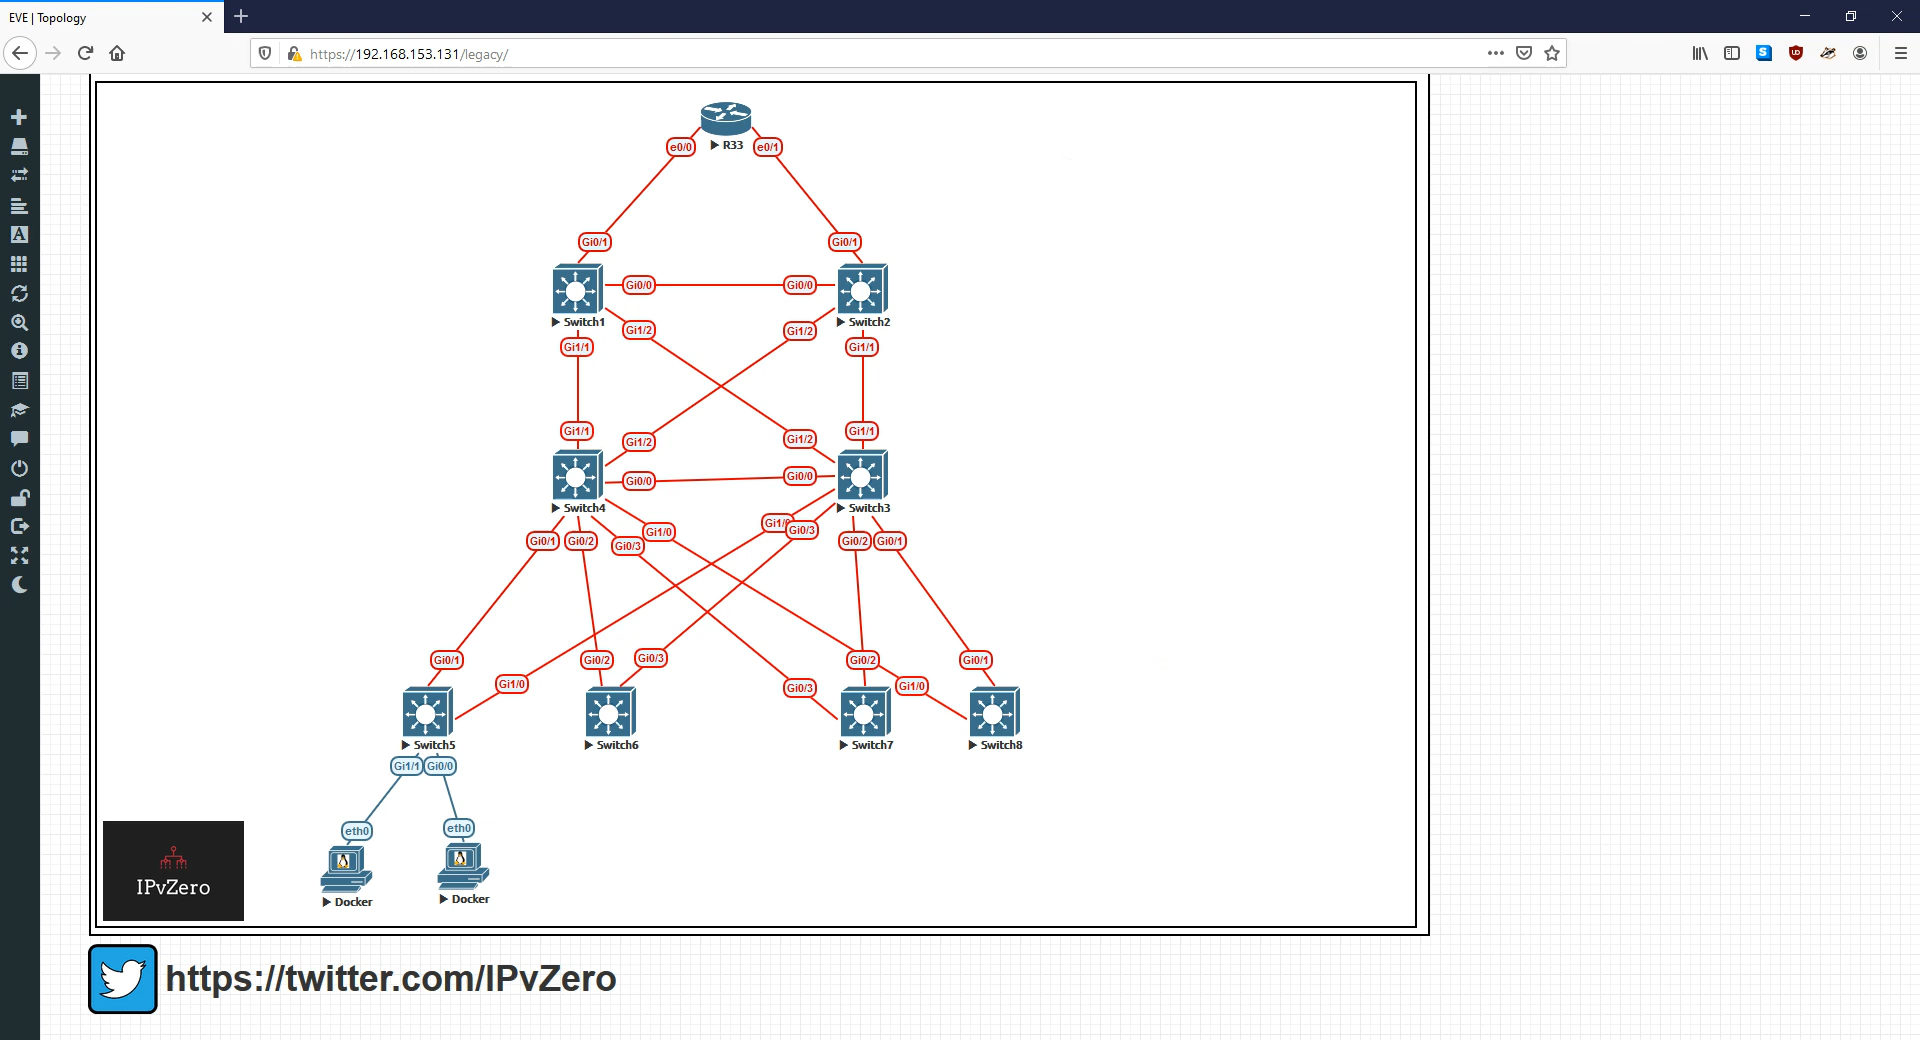 EVE | Topology
https://192.168.153.131/legacy/
R33
e0/0
e0/1
Gi0/1
Gi0/1
Gi0/0
Gi0/0
Switch1
Switch2
Gi1/2
Gi1/2
Gi1/1
Gi1/1
Gi1/1
Gi1/1
Gi1/2
Gi1/2
Gi0/0
Gi0/0
Switch4
Switch3
Gi1/0
Gi0/3
Gi1/0
Gi0/1
Gi0/2
Gi0/3
Gi0/2
Gi0/1
Gi0/1
Gi0/2
Gi0/3
Gi0/2
Gi0/1
Gi1/0
Gi0/3
Gi1/0
Switch5
Switch6
Switch7
Switch8
Gi1/1
Gi0/0
eth0
eth0
IPvZero
Docker
Docker
https://twitter.com/IPvZero